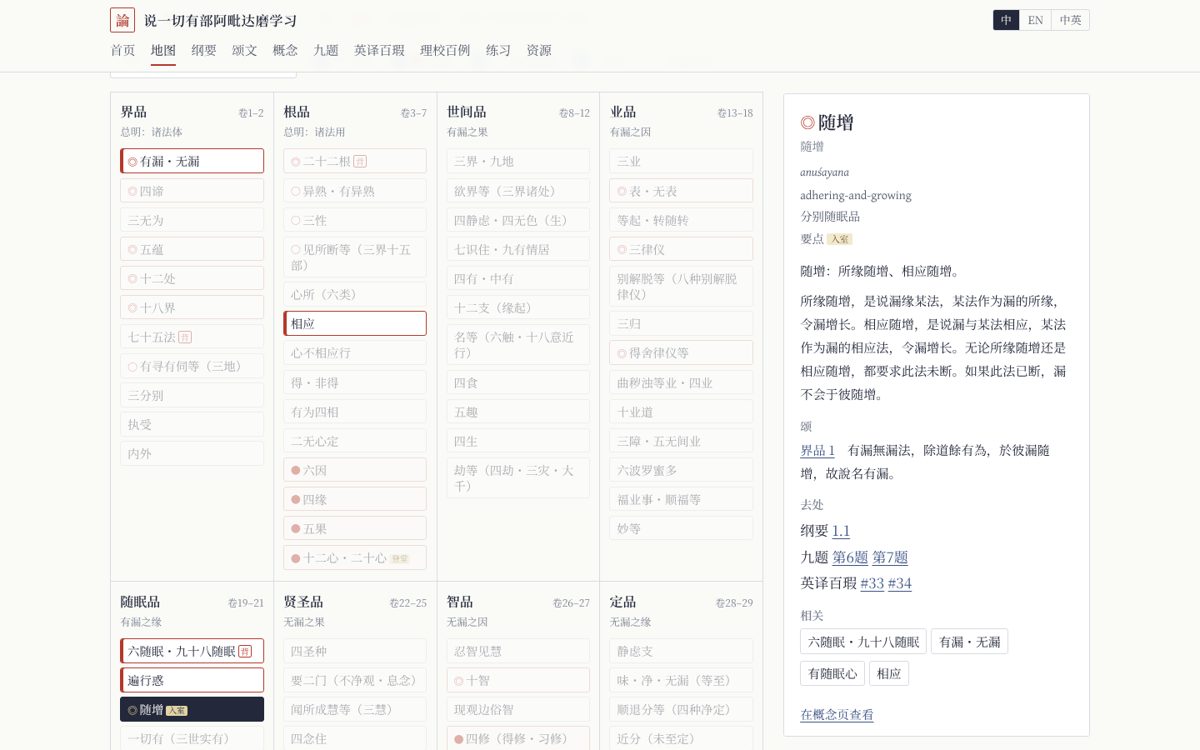 論 说一切有部阿毗达磨学习
中 EN 中英
首页 地图 纲要 颂文 概念 九题 英译百瑕 理校百例 练习 资源
界品 卷1–2
总明：诸法体
◎有漏・无漏
◎四谛
三无为
◎五蕴
◎十二处
◎十八界
七十五法 背
○有寻有伺等（三地）
三分别
执受
内外
根品 卷3–7
总明：诸法用
◎二十二根 背
○异熟・有异熟
○三性
○见所断等（三界十五
部）
心所（六类）
相应
心不相应行
得・非得
有为四相
二无心定
●六因
●四缘
●五果
●十二心・二十心
世间品 卷8–12
有漏之果
三界・九地
欲界等（三界诸处）
四静虑・四无色（生）
七识住・九有情居
四有・中有
十二支（缘起）
名等（六触・十八意近
行）
四食
五趣
四生
劫等（四劫・三灾・大
千）
业品 卷13–18
有漏之因
三业
◎表・无表
等起・转随转
◎三律仪
别解脱等（八种别解脱
律仪）
三归
◎得舍律仪等
曲秽浊等业・四业
十业道
三障・五无间业
六波罗蜜多
福业事・顺福等
妙等
随眠品 卷19–21
有漏之缘
六随眠・九十八随眠 背
遍行惑
◎随增 入室
一切有（三世实有）
贤圣品 卷22–25
无漏之果
四圣种
要二门（不净观・息念）
闻所成慧等（三慧）
四念住
智品 卷26–27
无漏之因
忍智见慧
◎十智
现观边俗智
●四修（得修・习修）
定品 卷28–29
无漏之缘
静虑支
味・净・无漏（等至）
顺退分等（四种净定）
近分（未至定）
◎随增
随增
anuśayana
adhering-and-growing
分别随眠品
要点 入室
随增：所缘随增、相应随增。
所缘随增，是说漏缘某法，某法作为漏的所缘，
令漏增长。相应随增，是说漏与某法相应，某法
作为漏的相应法，令漏增长。无论所缘随增还是
相应随增，都要求此法未断。如果此法已断，漏
不会于彼随增。
颂
界品 1 有漏無漏法，除道餘有為，於彼漏隨
增，故說名有漏。
去处
纲要 1.1
九题 第6题 第7题
英译百瑕 #33 #34
相关
六随眠・九十八随眠 有漏・无漏
有随眠心 相应
在概念页查看